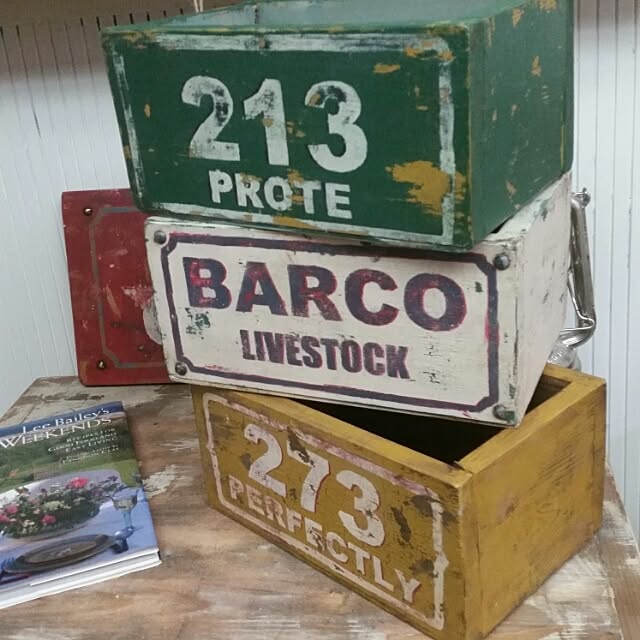 213
PROTE
BARCO
LIVESTOCK
273
PERFECTLY
Lee Bailey's
WEEKENDS